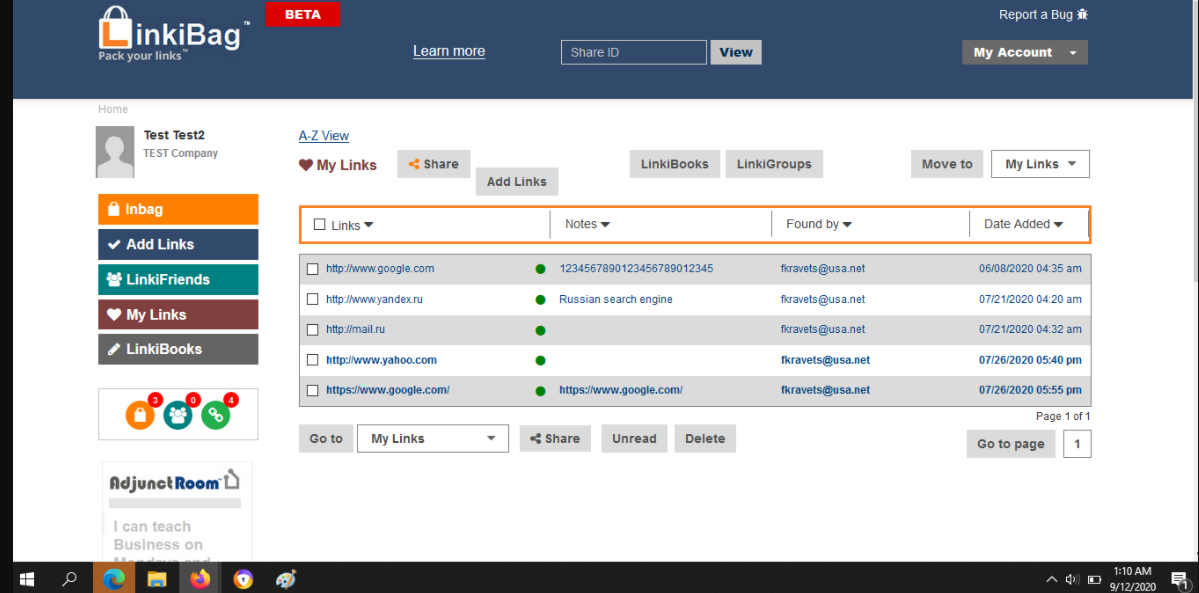 BETA
Report a Bug
LinkiBag™
Pack your links™
Learn more
Share ID
View
My Account
Home
Test Test2
TEST Company
A-Z View
My Links
Share
Add Links
LinkiBooks
LinkiGroups
Move to
My Links
Inbag
Add Links
LinkiFriends
My Links
LinkiBooks
3
0
4
Links
Notes
Found by
Date Added
http://www.google.com 1234567890123456789012345 fkravets@usa.net 06/08/2020 04:35 am
http://www.yandex.ru Russian search engine fkravets@usa.net 07/21/2020 04:20 am
http://mail.ru fkravets@usa.net 07/21/2020 04:32 am
http://www.yahoo.com fkravets@usa.net 07/26/2020 05:40 pm
https://www.google.com/ https://www.google.com/ fkravets@usa.net 07/26/2020 05:55 pm
Page 1 of 1
Go to
My Links
Share
Unread
Delete
Go to page
1
AdjunctRoom
I can teach
Business on
Mondays and
1:10 AM
9/12/2020
1